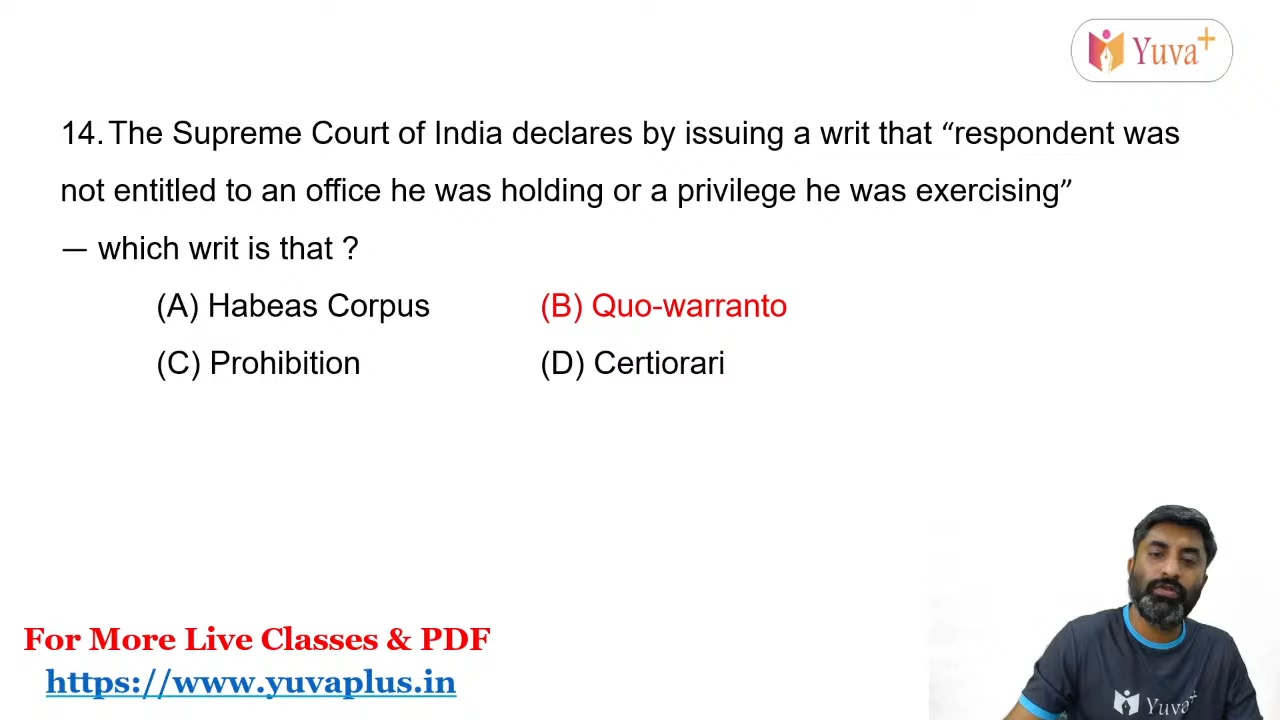 Yuva+
14. The Supreme Court of India declares by issuing a writ that “respondent was
not entitled to an office he was holding or a privilege he was exercising”
— which writ is that ?
(A) Habeas Corpus (B) Quo-warranto
(C) Prohibition (D) Certiorari
For More Live Classes & PDF
https://www.yuvaplus.in
Yuva+